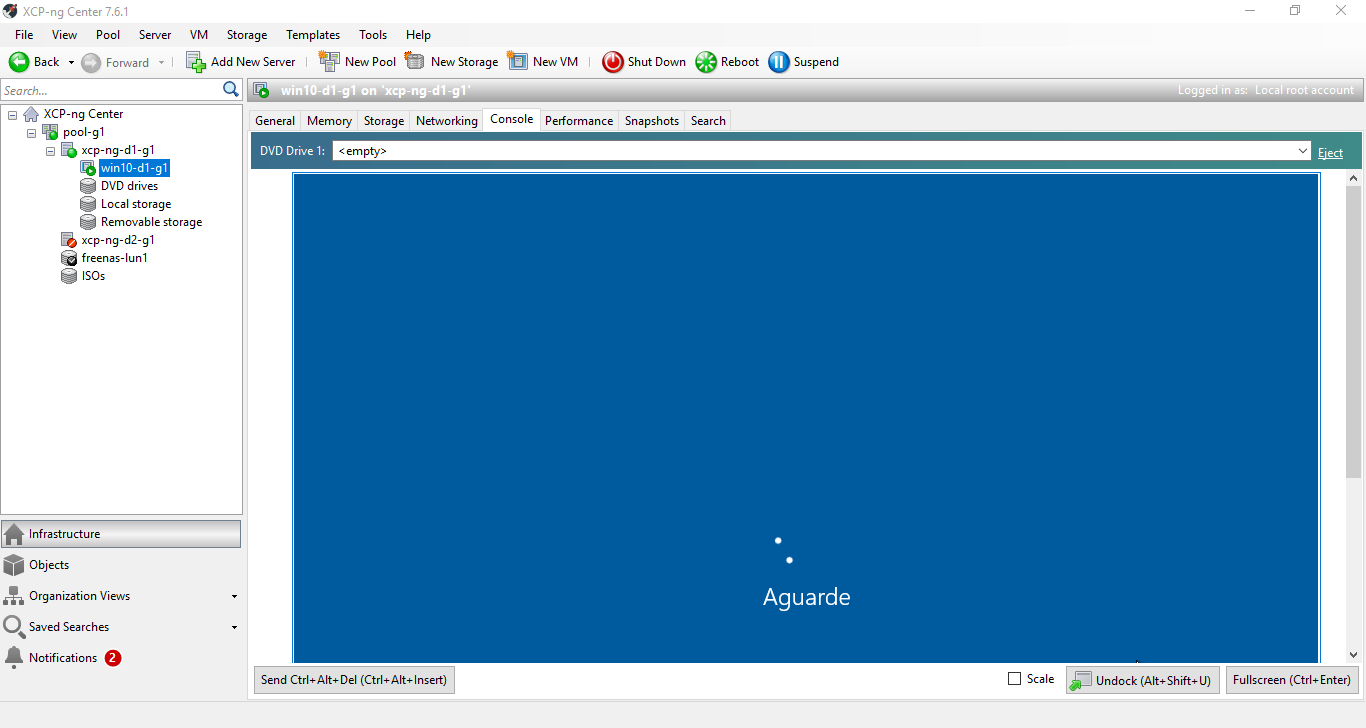 XCP-ng Center 7.6.1
File View Pool Server VM Storage Templates Tools Help
Back Forward Add New Server New Pool New Storage New VM Shut Down Reboot Suspend
Search...
win10-d1-g1 on 'xcp-ng-d1-g1' Logged in as: Local root account
XCP-ng Center
pool-g1
xcp-ng-d1-g1
win10-d1-g1
DVD drives
Local storage
Removable storage
xcp-ng-d2-g1
freenas-lun1
ISOs
General Memory Storage Networking Console Performance Snapshots Search
DVD Drive 1: <empty> Eject
Aguarde
Infrastructure
Objects
Organization Views
Saved Searches
Notifications 2
Send Ctrl+Alt+Del (Ctrl+Alt+Insert) Scale Undock (Alt+Shift+U) Fullscreen (Ctrl+Enter)